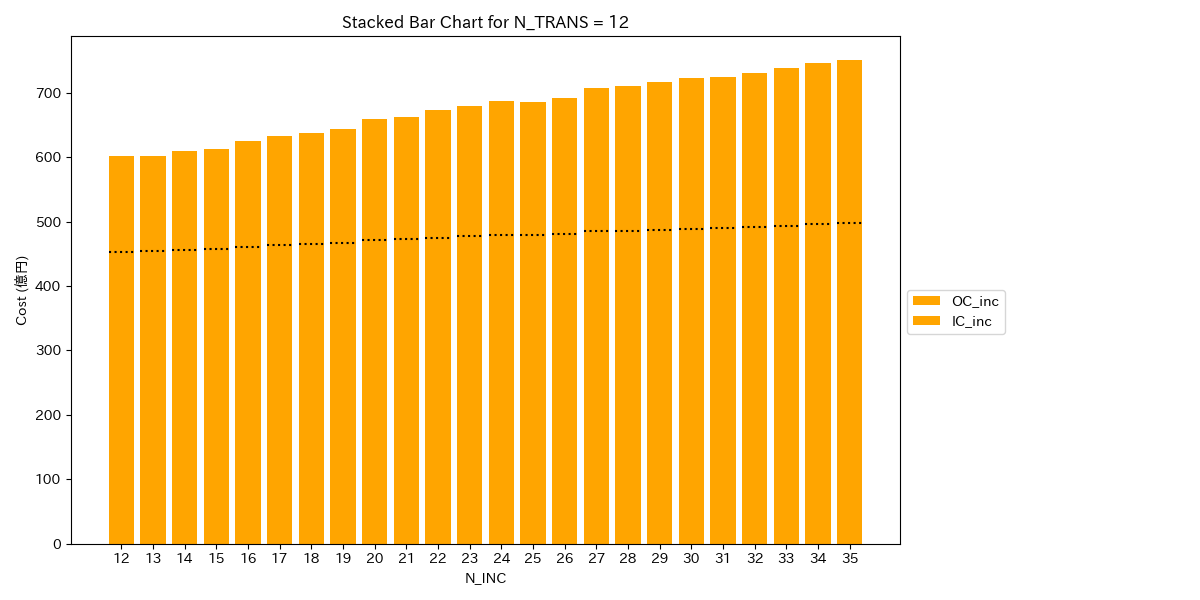 Stacked Bar Chart for N_TRANS = 12
Cost (億円)
700
600
500
400
300
200
100
0
12 13 14 15 16 17 18 19 20 21 22 23 24 25 26 27 28 29 30 31 32 33 34 35
N_INC
OC_inc
IC_inc